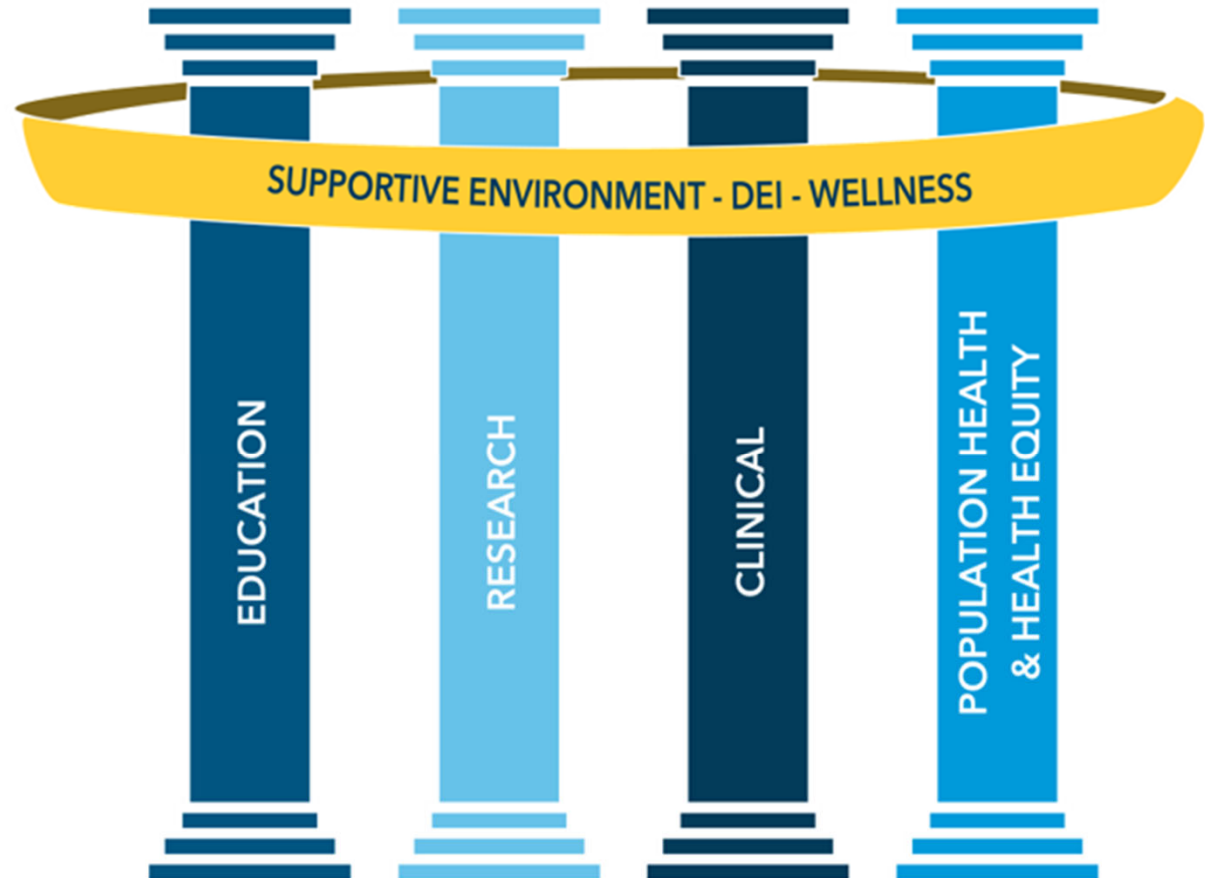 SUPPORTIVE ENVIRONMENT - DEI - WELLNESS
EDUCATION
RESEARCH
CLINICAL
POPULATION HEALTH
& HEALTH EQUITY